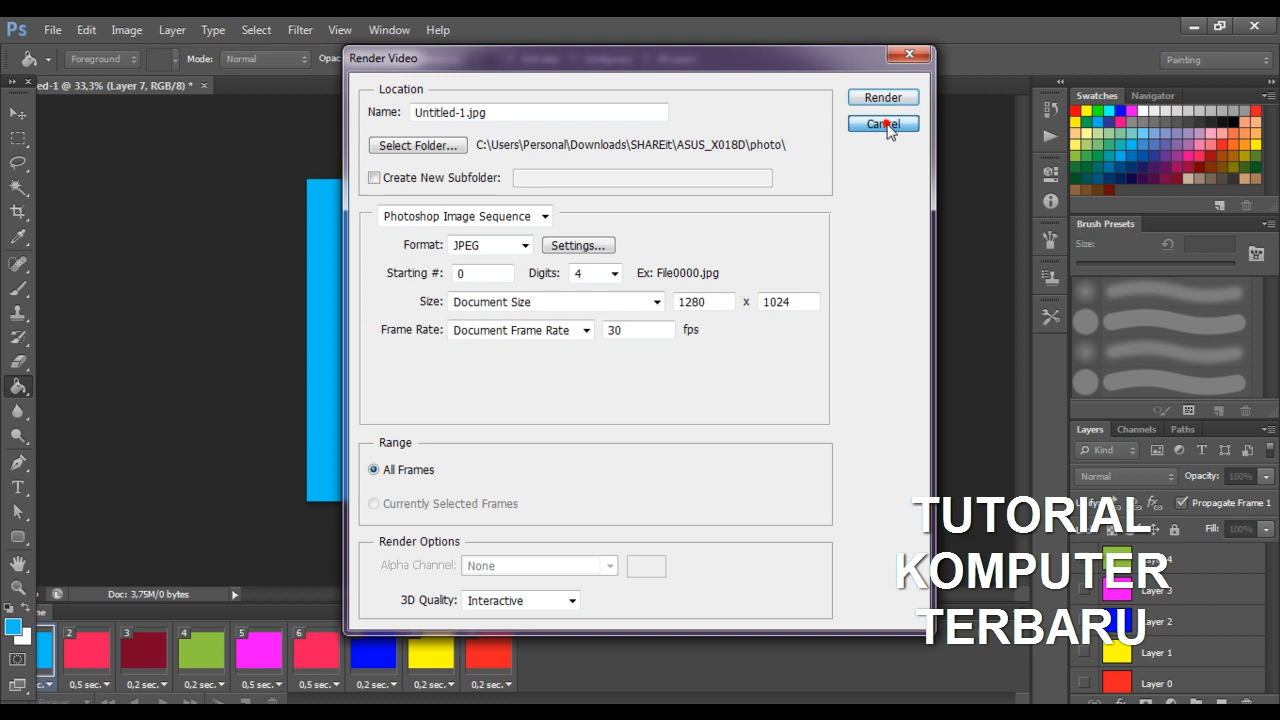 Ps File Edit Image Layer Type Select Filter View Window Help
Foreground Mode: Normal Opac Painting
ed-1 @ 33,3% (Layer 7, RGB/8) * ×
Render Video
Location
Name: Untitled-1.jpg
Select Folder... C:\Users\Personal\Downloads\SHAREit\ASUS_X018D\photo\
Create New Subfolder:
Render
Cancel
Photoshop Image Sequence
Format: JPEG Settings...
Starting #: 0 Digits: 4 Ex: File0000.jpg
Size: Document Size 1280 x 1024
Frame Rate: Document Frame Rate 30 fps
Range
All Frames
Currently Selected Frames
Render Options
Alpha Channel: None
3D Quality: Interactive
Swatches Navigator
Brush Presets
Size:
Layers Channels Paths
Kind
Normal Opacity: 100%
Propagate Frame 1
Fill: 100%
Layer 3
Layer 2
Layer 1
Layer 0
TUTORIAL
KOMPUTER
TERBARU
Doc: 3,75M/0 bytes
2 3 4 5 6
0,5 sec. 0,2 sec. 0,2 sec. 0,5 sec. 0,5 sec. 0,2 sec. 0,2 sec. 0,2 sec.